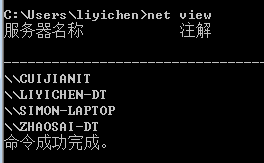 C:\Users\liyichen>net view
服务器名称 注解
-------------------------------
\\CUIJIANIT
\\LIYICHEN-DT
\\SIMON-LAPTOP
\\ZHAOSAI-DT
命令成功完成。